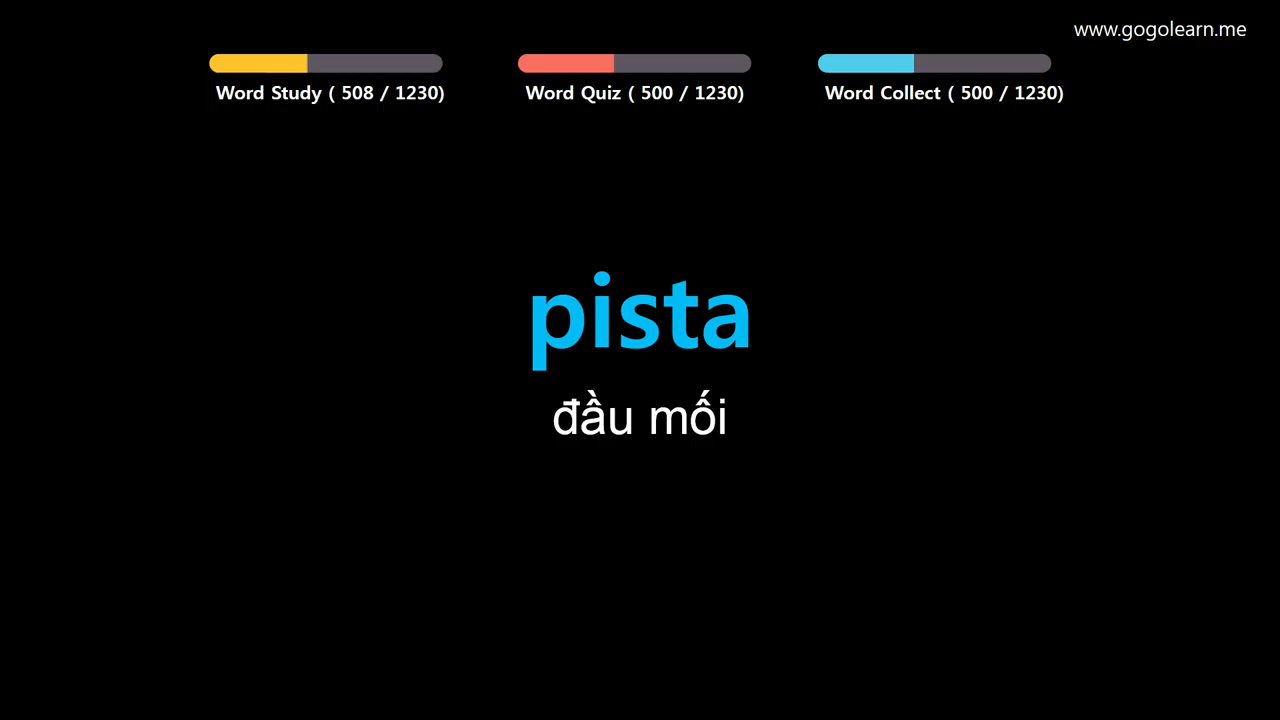 www.gogolearn.me
Word Study ( 508 / 1230)
Word Quiz ( 500 / 1230)
Word Collect ( 500 / 1230)
pista
đầu mối